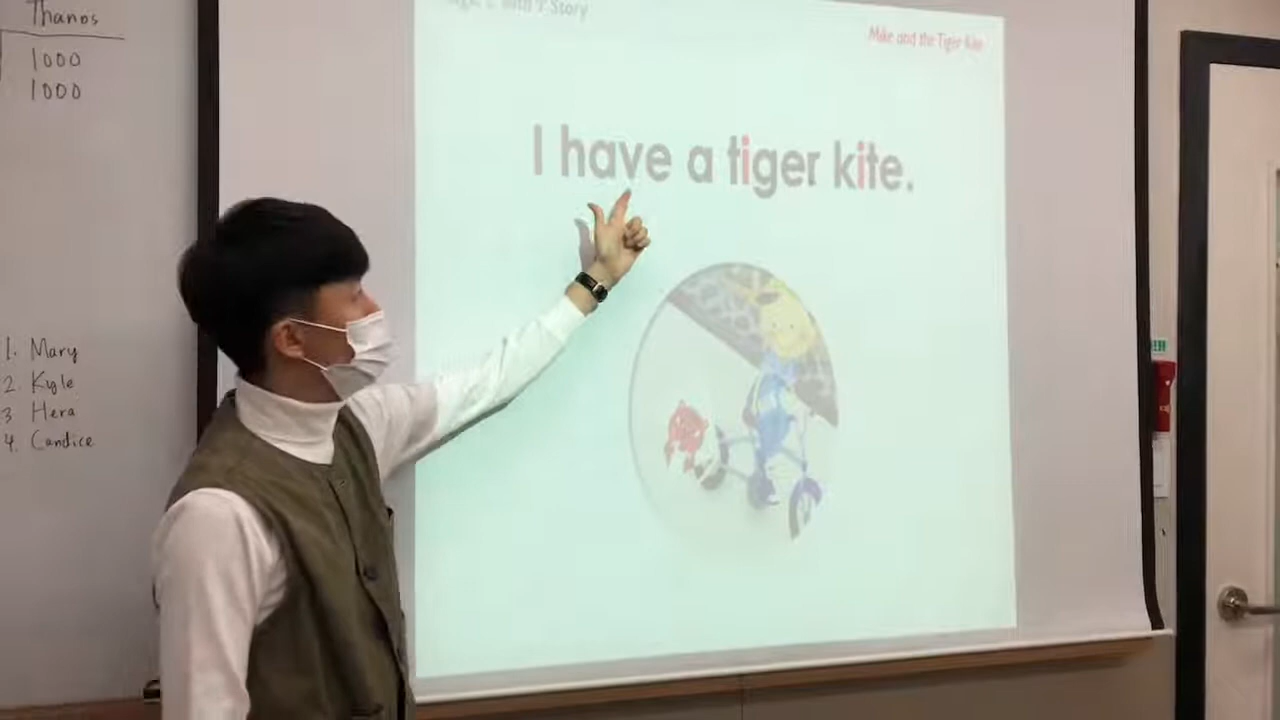 Thanos
1000
1000
1. Mary
2. Kyle
3 Hera
4. Candice
Story
Mike and the Tiger Kite
I have a tiger kite.